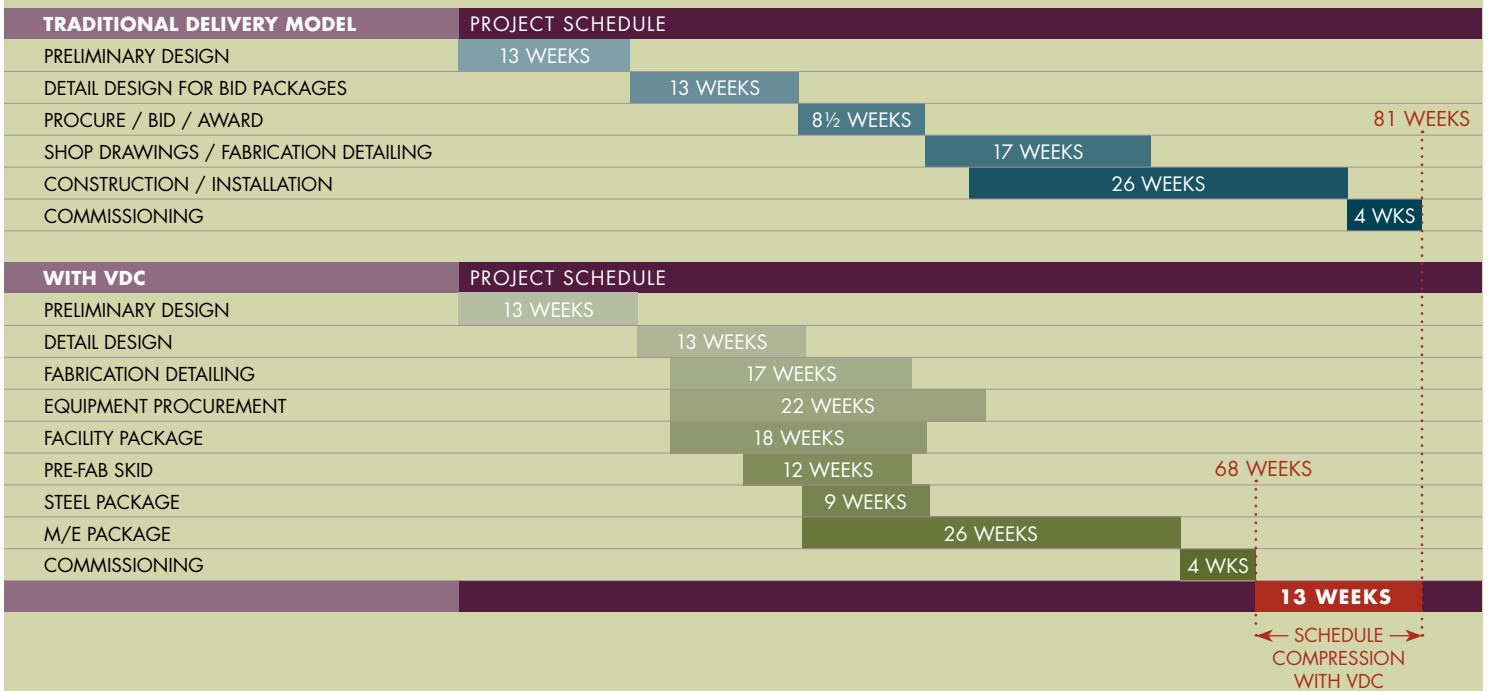 TRADITIONAL DELIVERY MODEL PROJECT SCHEDULE
PRELIMINARY DESIGN 13 WEEKS
DETAIL DESIGN FOR BID PACKAGES 13 WEEKS
PROCURE / BID / AWARD 8½ WEEKS 81 WEEKS
SHOP DRAWINGS / FABRICATION DETAILING 17 WEEKS
CONSTRUCTION / INSTALLATION 26 WEEKS
COMMISSIONING 4 WKS
WITH VDC PROJECT SCHEDULE
PRELIMINARY DESIGN 13 WEEKS
DETAIL DESIGN 13 WEEKS
FABRICATION DETAILING 17 WEEKS
EQUIPMENT PROCUREMENT 22 WEEKS
FACILITY PACKAGE 18 WEEKS
PRE-FAB SKID 12 WEEKS 68 WEEKS
STEEL PACKAGE 9 WEEKS
M/E PACKAGE 26 WEEKS
COMMISSIONING 4 WKS
13 WEEKS
SCHEDULE
COMPRESSION
WITH VDC